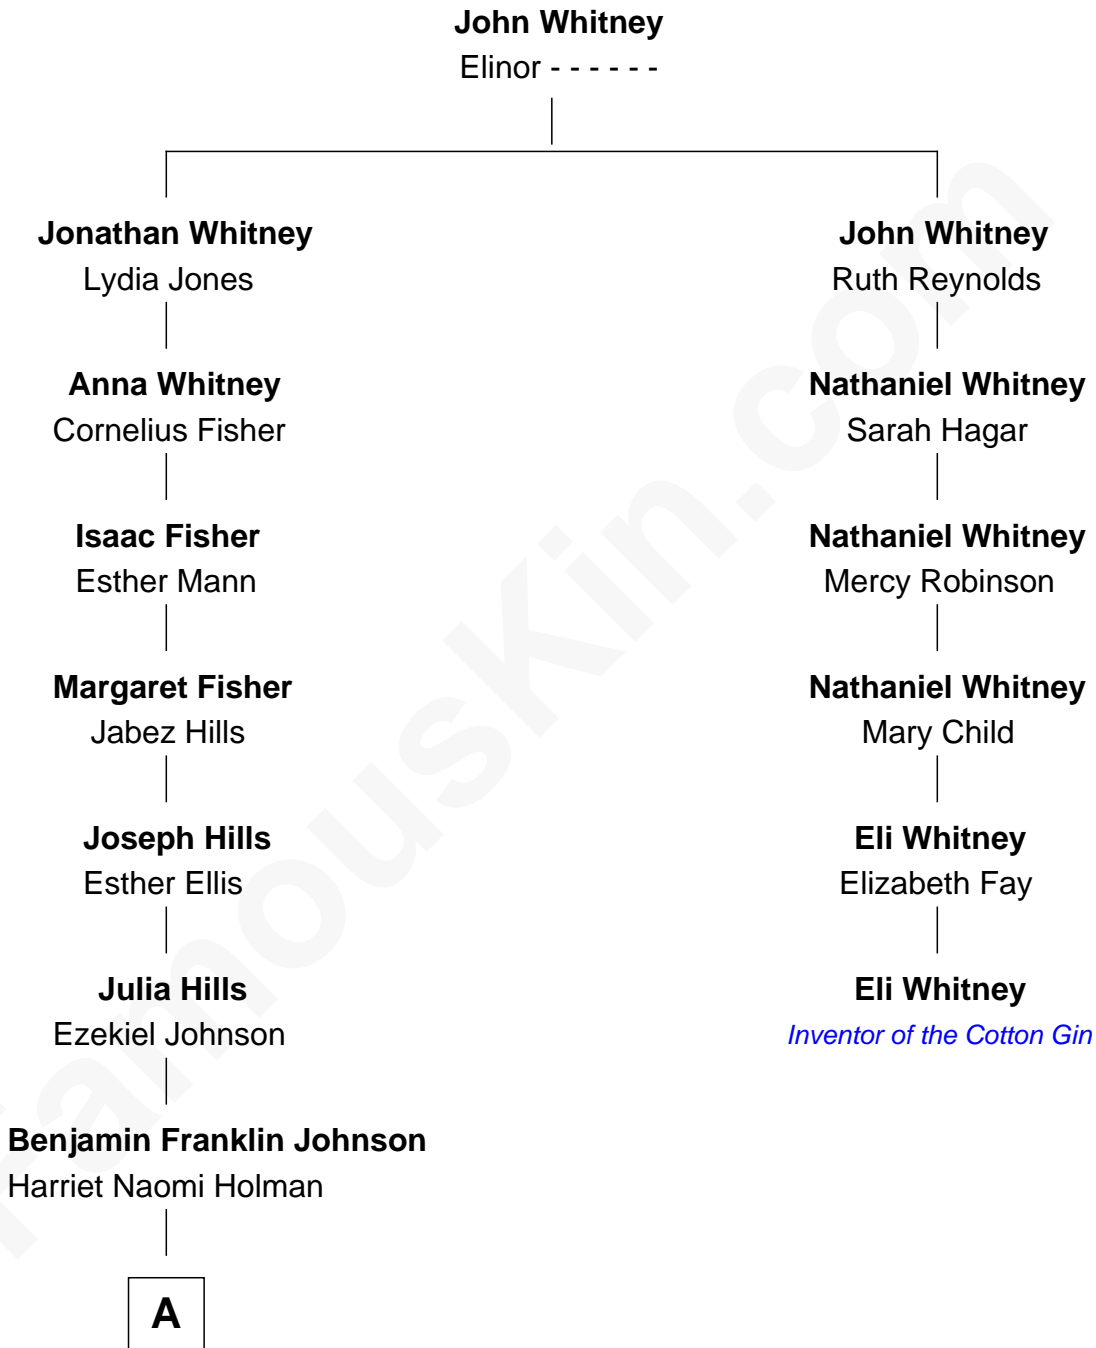 John Whitney
Elinor - - - - - -
Jonathan Whitney
Lydia Jones
John Whitney
Ruth Reynolds
Anna Whitney
Cornelius Fisher
Nathaniel Whitney
Sarah Hagar
Isaac Fisher
Esther Mann
Nathaniel Whitney
Mercy Robinson
Margaret Fisher
Jabez Hills
Nathaniel Whitney
Mary Child
Joseph Hills
Esther Ellis
Eli Whitney
Elizabeth Fay
Julia Hills
Ezekiel Johnson
Eli Whitney
Inventor of the Cotton Gin
Benjamin Franklin Johnson
Harriet Naomi Holman
A
FamousKin.com